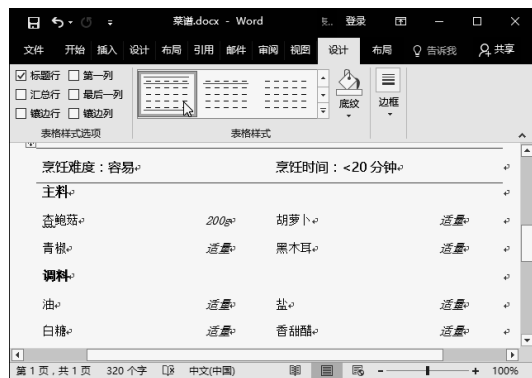 菜谱.docx - Word
登录
文件 开始 插入 设计 布局 引用 邮件 审阅 视图 设计 布局 告诉我 共享
标题行 第一列
汇总行 最后一列
镶边行 镶边列
底纹 边框
表格样式选项 表格样式
烹饪难度：容易 烹饪时间：<20 分钟
主料
杏鲍菇 200g 胡萝卜 适量
青椒 适量 黑木耳 适量
调料
油 适量 盐 适量
白糖 适量 香甜醋 适量
第 1 页，共 1 页 320 个字 中文(中国) 100%